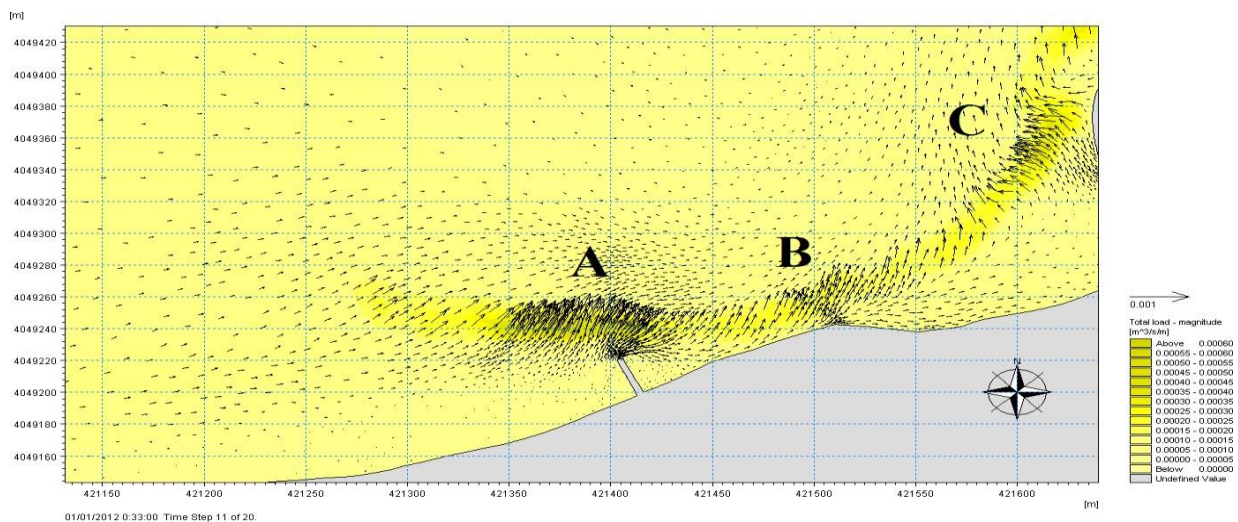 [m]
4049420
4049400
4049380
4049360
4049340
4049320
4049300
4049280
4049260
4049240
4049220
4049200
4049180
4049160
A
B
C
N
421150 421200 421250 421300 421350 421400 421450 421500 421550 421600
[m]
01/01/2012 0:33:00 Time Step 11 of 20.
0.001
Total load - magnitude
[m^3/s/m]
Above 0.00060
0.00055 - 0.00060
0.00050 - 0.00055
0.00045 - 0.00050
0.00040 - 0.00045
0.00035 - 0.00040
0.00030 - 0.00035
0.00025 - 0.00030
0.00020 - 0.00025
0.00015 - 0.00020
0.00010 - 0.00015
0.00005 - 0.00010
0.00000 - 0.00005
Below 0.00000
Undefined Value